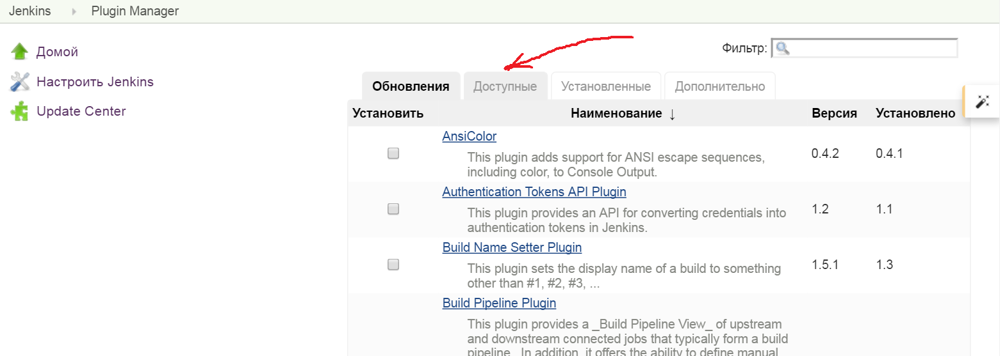 Jenkins Plugin Manager
Домой
Настроить Jenkins
Update Center
Фильтр:
Обновления Доступные Установленные Дополнительно
Установить Наименование ↓ Версия Установлено
AnsiColor
This plugin adds support for ANSI escape sequences,
including color, to Console Output.
0.4.2 0.4.1
Authentication Tokens API Plugin
This plugin provides an API for converting credentials into
authentication tokens in Jenkins.
1.2 1.1
Build Name Setter Plugin
This plugin sets the display name of a build to something
other than #1, #2, #3, ...
1.5.1 1.3
Build Pipeline Plugin
This plugin provides a _Build Pipeline View_ of upstream
and downstream connected jobs that typically form a build
pipeline. In addition, it offers the ability to define manual